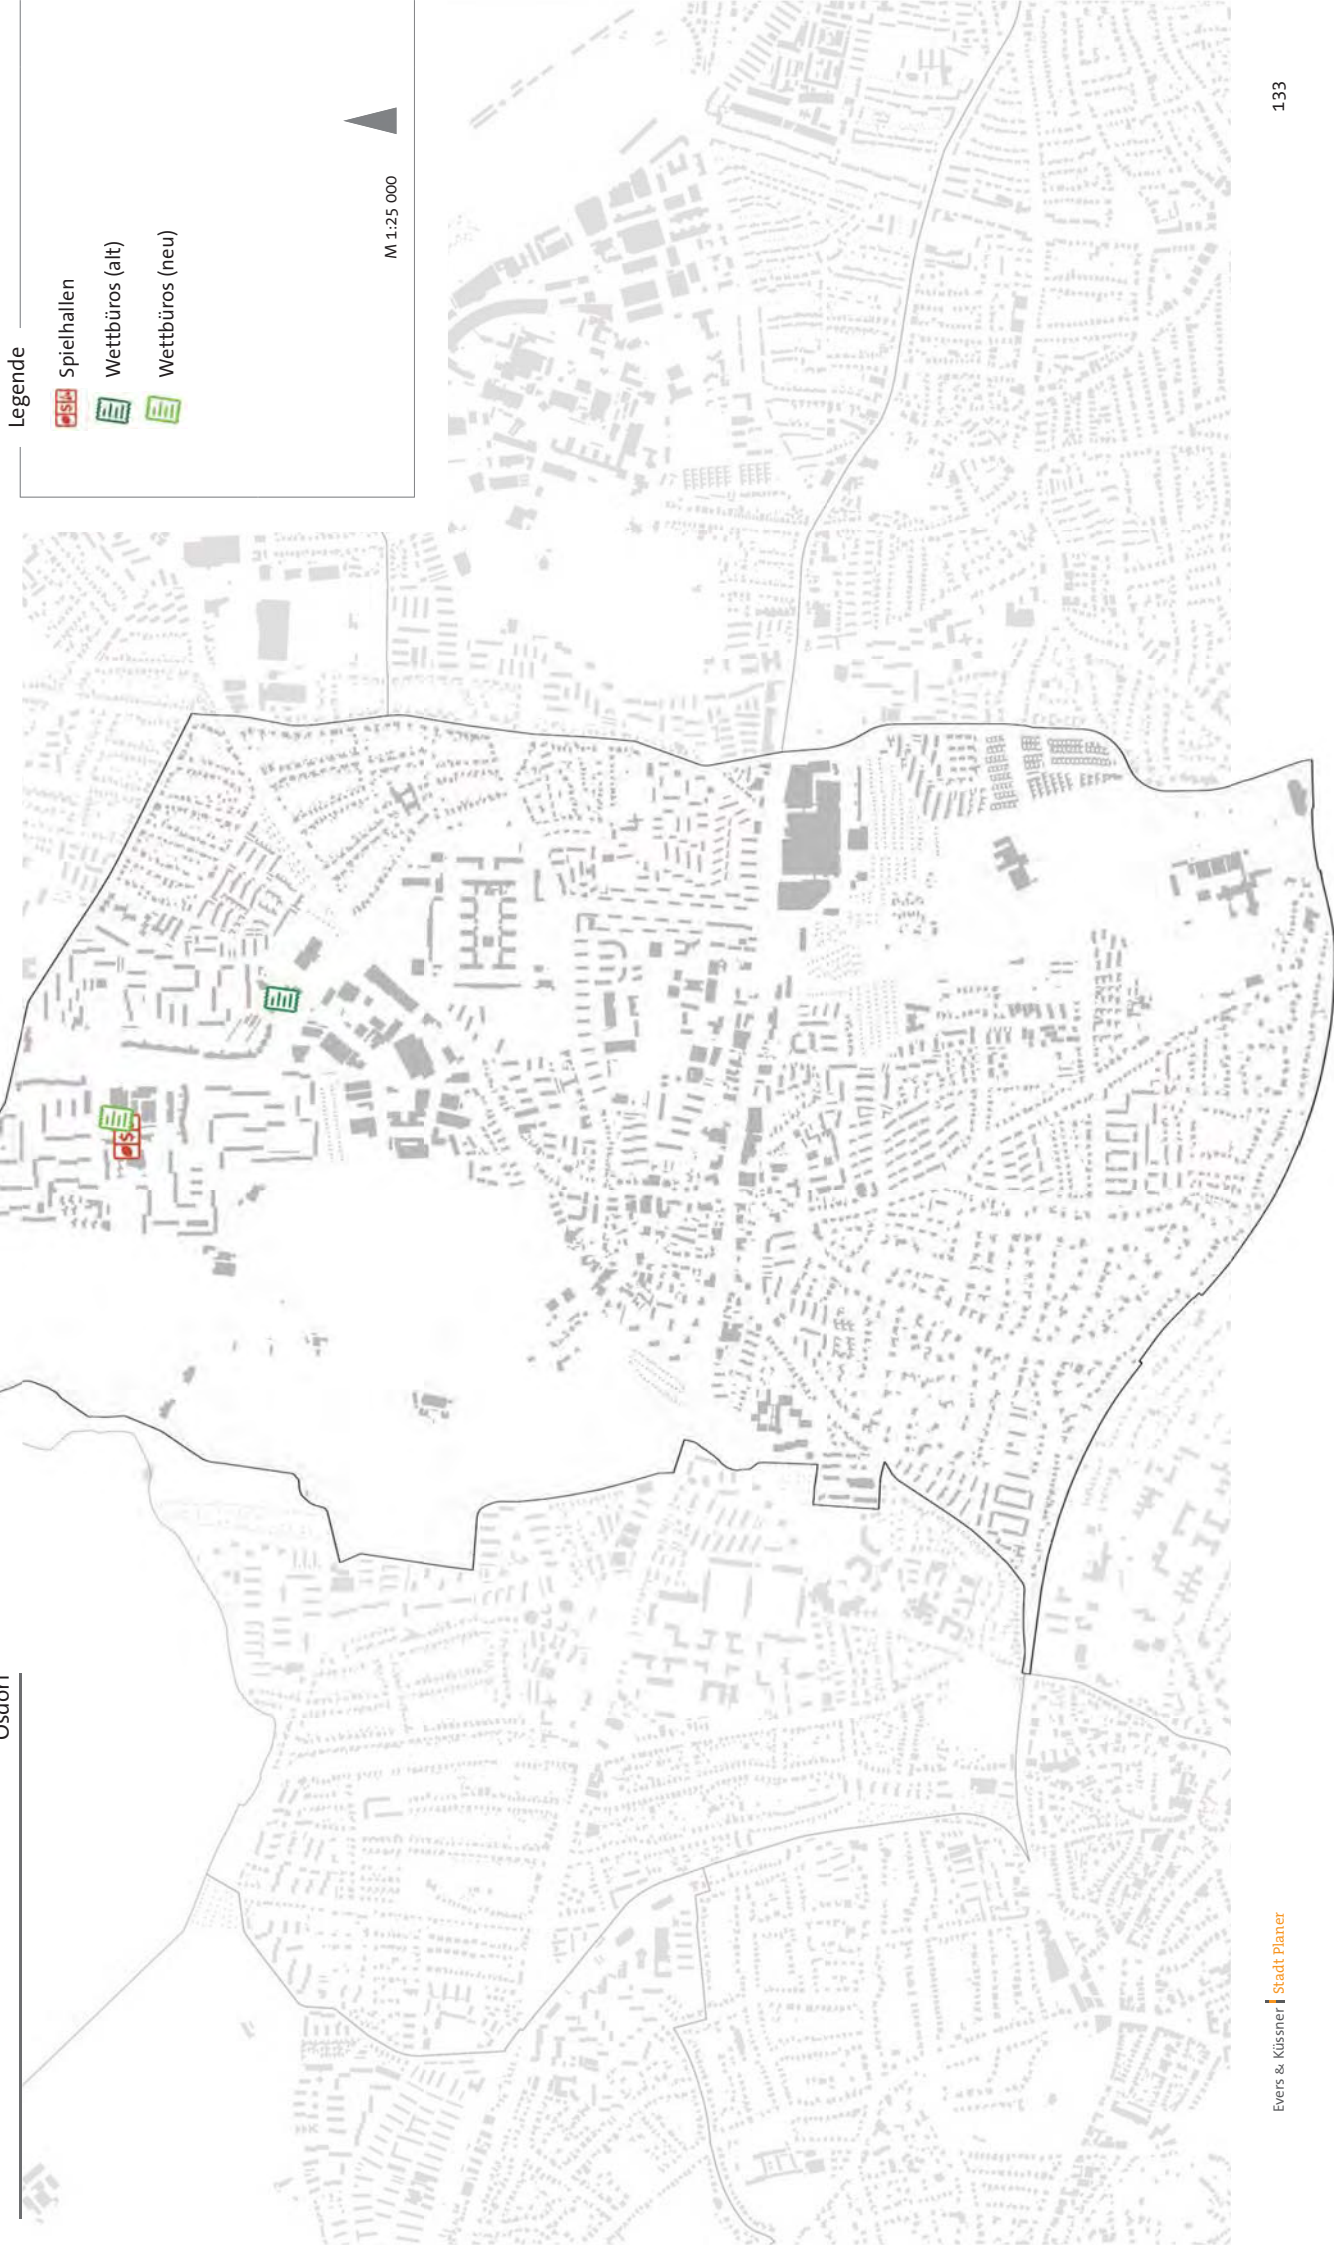 Osdorf
Legende
Spielhallen
Wettbüros (alt)
Wettbüros (neu)
M 1:25 000
Evers & Küssner | Stadt Planer
133